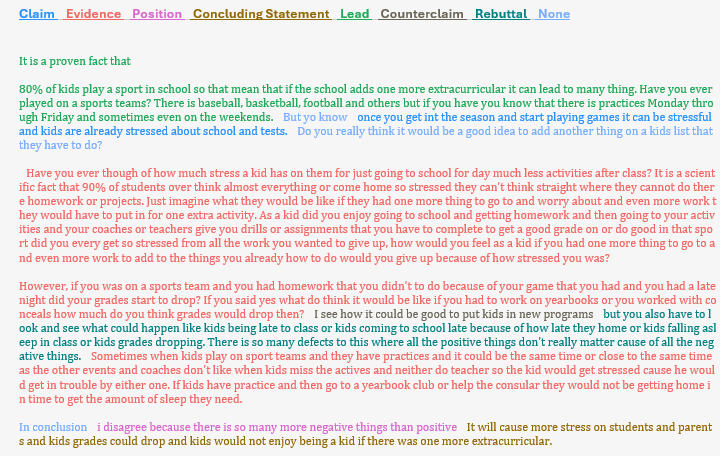 Claim Evidence Position Concluding Statement Lead Counterclaim Rebuttal None
It is a proven fact that
80% of kids play a sport in school so that mean that if the school adds one more extracurricular it can lead to many thing. Have you ever
played on a sports teams? There is baseball, basketball, football and others but if you have you know that there is practices Monday thro
ugh Friday and sometimes even on the weekends. But yo know once you get int the season and start playing games it can be stressful
and kids are already stressed about school and tests. Do you really think it would be a good idea to add another thing on a kids list that
they have to do?
Have you ever though of how much stress a kid has on them for just going to school for day much less activities after class? It is a scient
ific fact that 90% of students over think almost everything or come home so stressed they can't think straight where they cannot do ther
e homework or projects. Just imagine what they would be like if they had one more thing to go to and worry about and even more work t
hey would have to put in for one extra activity. As a kid did you enjoy going to school and getting homework and then going to your activ
ities and your coaches or teachers give you drills or assignments that you have to complete to get a good grade on or do good in that spo
rt did you every get so stressed from all the work you wanted to give up, how would you feel as a kid if you had one more thing to go to a
nd even more work to add to the things you already how to do would you give up because of how stressed you was?
However, if you was on a sports team and you had homework that you didn't to do because of your game that you had and you had a late
night did your grades start to drop? If you said yes what do think it would be like if you had to work on yearbooks or you worked with co
nceals how much do you think grades would drop then? I see how it could be good to put kids in new programs but you also have to l
ook and see what could happen like kids being late to class or kids coming to school late because of how late they home or kids falling asl
eep in class or kids grades dropping. There is so many defects to this where all the positive things don't really matter cause of all the neg
ative things. Sometimes when kids play on sport teams and they have practices and it could be the same time or close to the same time
as the other events and coaches don't like when kids miss the actives and neither do teacher so the kid would get stressed cause he woul
d get in trouble by either one. If kids have practice and then go to a yearbook club or help the consular they would not be getting home i
n time to get the amount of sleep they need.
In conclusion i disagree because there is so many more negative things than positive It will cause more stress on students and parent
s and kids grades could drop and kids would not enjoy being a kid if there was one more extracurricular.